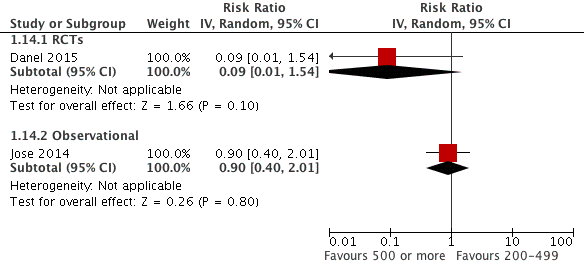 Risk Ratio Risk Ratio
Study or Subgroup Weight IV, Random, 95% CI IV, Random, 95% CI
1.14.1 RCTs
Danel 2015 100.0% 0.09 [0.01, 1.54]
Subtotal (95% CI) 100.0% 0.09 [0.01, 1.54]
Heterogeneity: Not applicable
Test for overall effect: Z = 1.66 (P = 0.10)
1.14.2 Observational
Jose 2014 100.0% 0.90 [0.40, 2.01]
Subtotal (95% CI) 100.0% 0.90 [0.40, 2.01]
Heterogeneity: Not applicable
Test for overall effect: Z = 0.26 (P = 0.80)
0.01 0.1 1 10 100
Favours 500 or more Favours 200-499